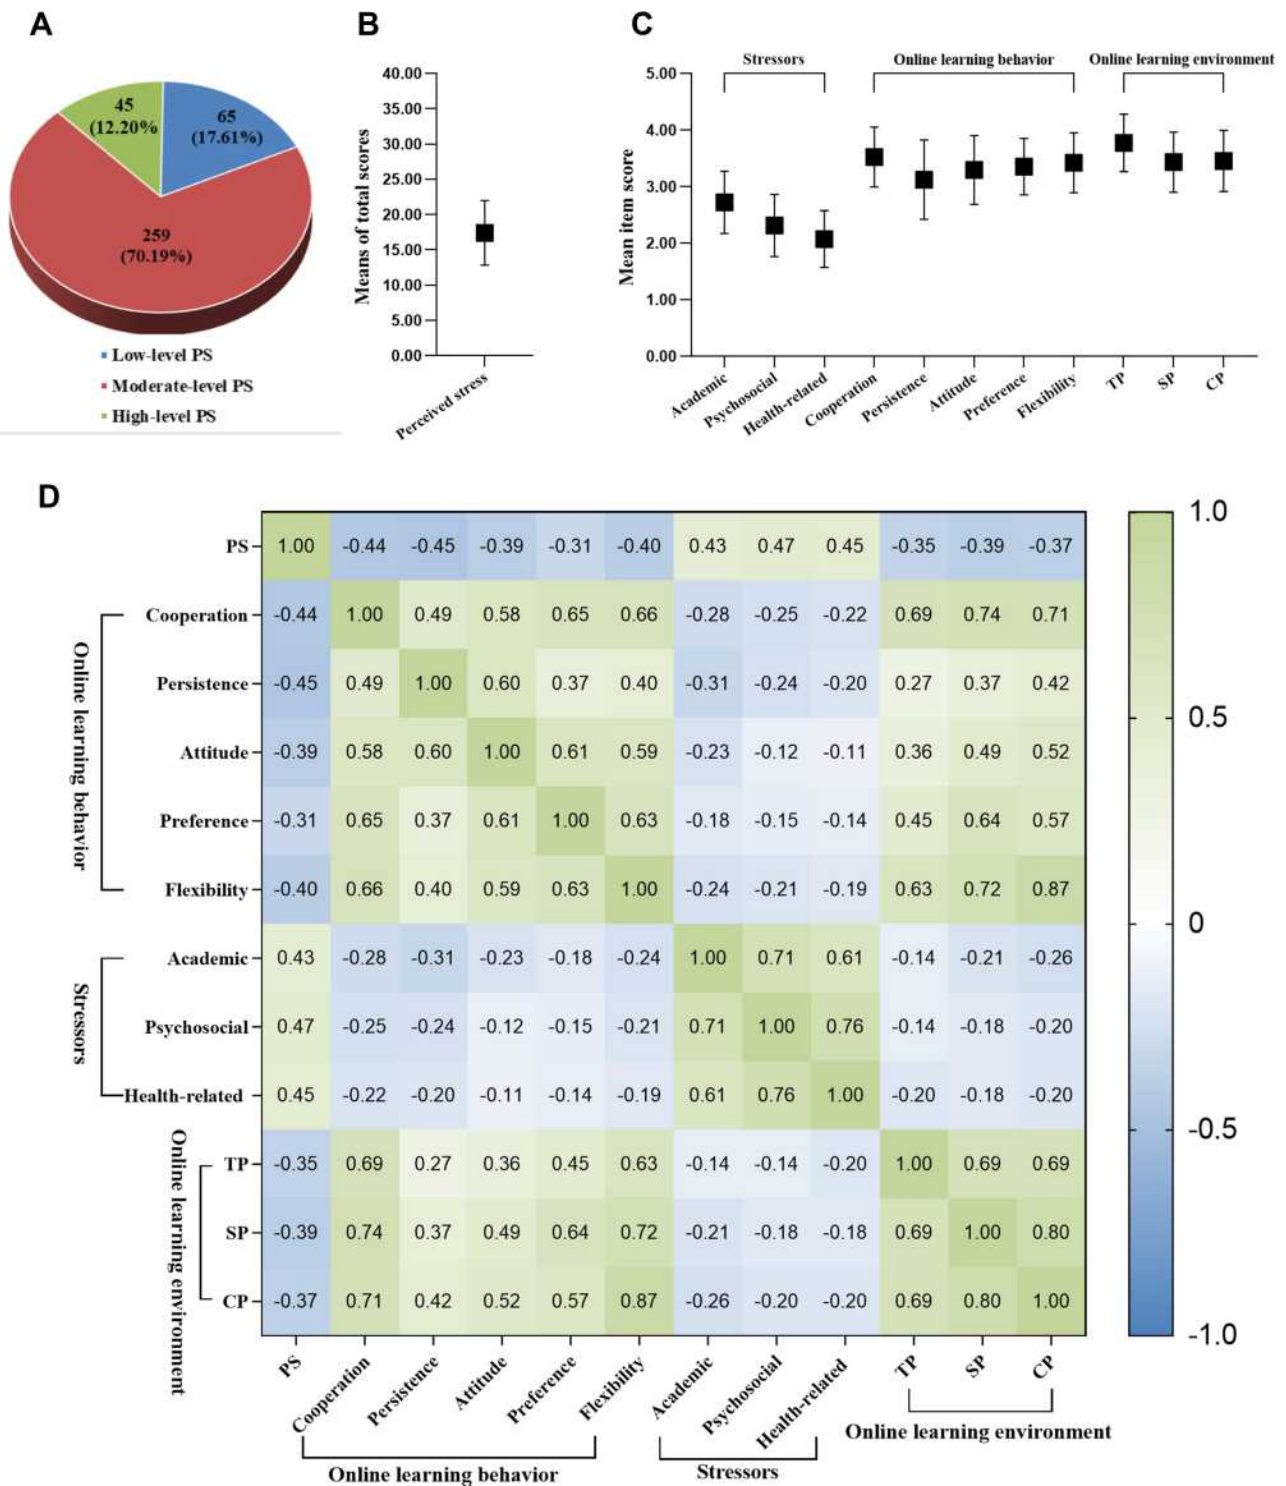 A
45
(12.20%
65
(17.61%)
259
(70.19%)
Low-level PS
Moderate-level PS
High-level PS
B
Means of total scores
40.00
35.00
30.00
25.00
20.00
15.00
10.00
5.00
0.00
Perceived stress
C
Stressors Online learning behavior Online learning environment
Mean item score
5.00
4.00
3.00
2.00
1.00
0.00
Academic
Psychosocial
Health-related
Cooperation
Persistence
Attitude
Preference
Flexibility
TP
SP
CP
D
Online learning behavior
Stressors
Online learning environment
PS 1.00 -0.44 -0.45 -0.39 -0.31 -0.40 0.43 0.47 0.45 -0.35 -0.39 -0.37
Cooperation -0.44 1.00 0.49 0.58 0.65 0.66 -0.28 -0.25 -0.22 0.69 0.74 0.71
Persistence -0.45 0.49 1.00 0.60 0.37 0.40 -0.31 -0.24 -0.20 0.27 0.37 0.42
Attitude -0.39 0.58 0.60 1.00 0.61 0.59 -0.23 -0.12 -0.11 0.36 0.49 0.52
Preference -0.31 0.65 0.37 0.61 1.00 0.63 -0.18 -0.15 -0.14 0.45 0.64 0.57
Flexibility -0.40 0.66 0.40 0.59 0.63 1.00 -0.24 -0.21 -0.19 0.63 0.72 0.87
Academic 0.43 -0.28 -0.31 -0.23 -0.18 -0.24 1.00 0.71 0.61 -0.14 -0.21 -0.26
Psychosocial 0.47 -0.25 -0.24 -0.12 -0.15 -0.21 0.71 1.00 0.76 -0.14 -0.18 -0.20
Health-related 0.45 -0.22 -0.20 -0.11 -0.14 -0.19 0.61 0.76 1.00 -0.20 -0.18 -0.20
TP -0.35 0.69 0.27 0.36 0.45 0.63 -0.14 -0.14 -0.20 1.00 0.69 0.69
SP -0.39 0.74 0.37 0.49 0.64 0.72 -0.21 -0.18 -0.18 0.69 1.00 0.80
CP -0.37 0.71 0.42 0.52 0.57 0.87 -0.26 -0.20 -0.20 0.69 0.80 1.00
PS
Cooperation
Persistence
Attitude
Preference
Flexibility
Academic
Psychosocial
Health-related
TP
SP
CP
Online learning behavior
Stressors
Online learning environment
1.0
0.5
0
-0.5
-1.0